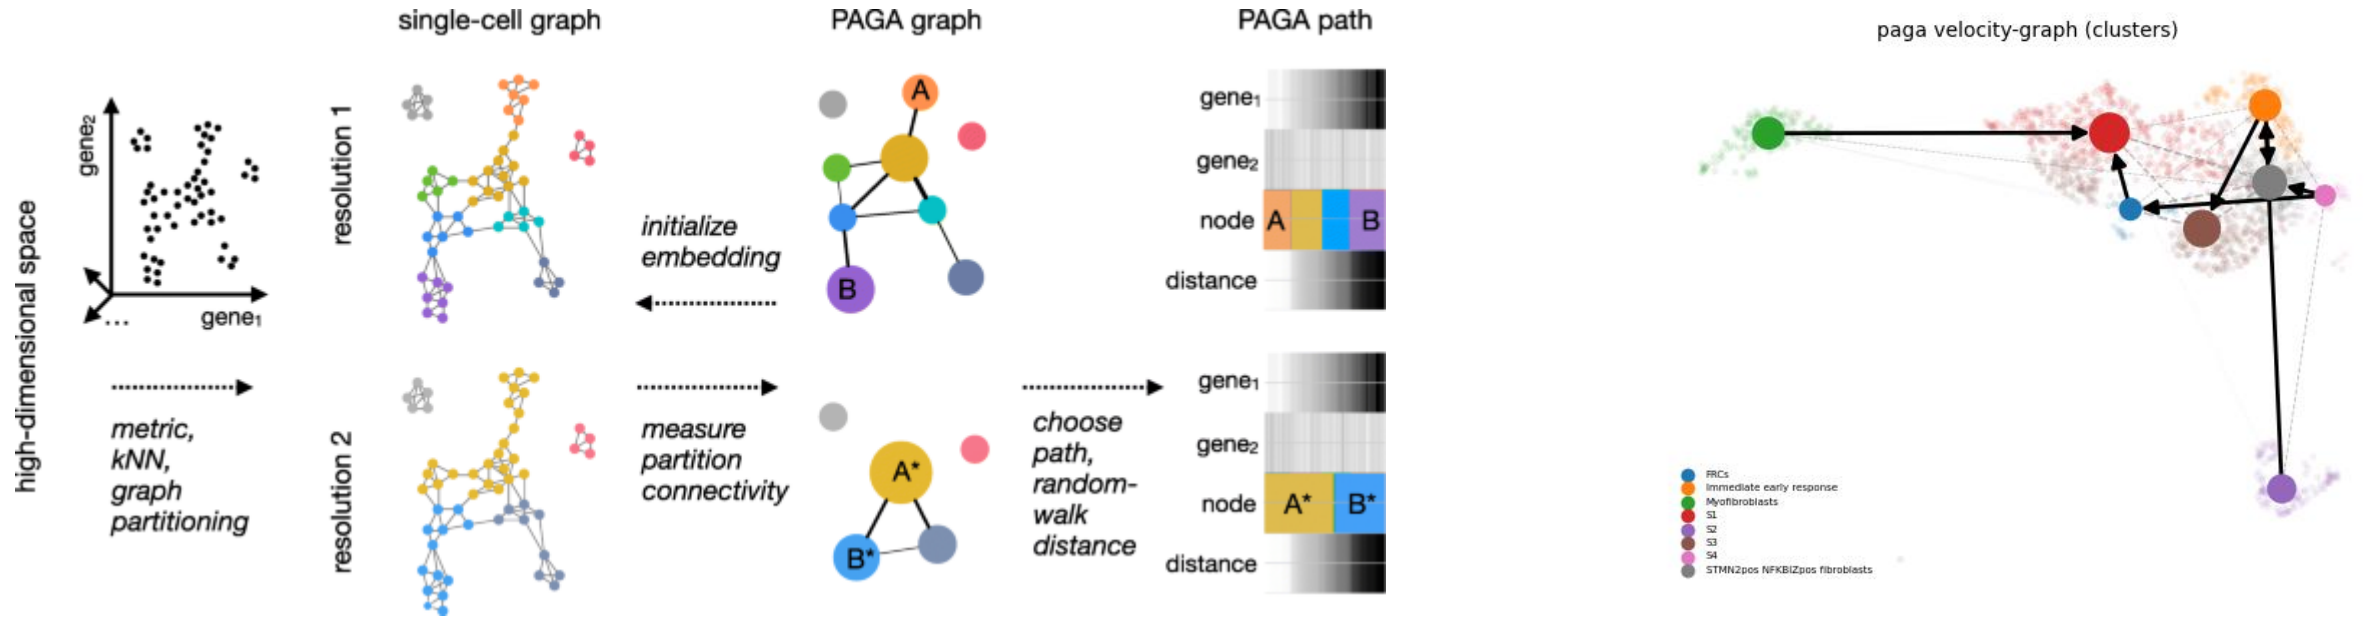 single-cell graph
PAGA graph
PAGA path
paga velocity-graph (clusters)
high-dimensional space
gene2
gene1
...
metric,
kNN,
graph
partitioning
resolution 1
resolution 2
initialize
embedding
measure
partition
connectivity
A
B
A*
B*
choose
path,
random-
walk
distance
gene1
gene2
node
A
B
distance
gene1
gene2
node
A*
B*
distance
FRCs
Immediate early response
Myofibroblasts
S1
S2
S3
S4
STMN2pos NFKBIZpos fibroblasts